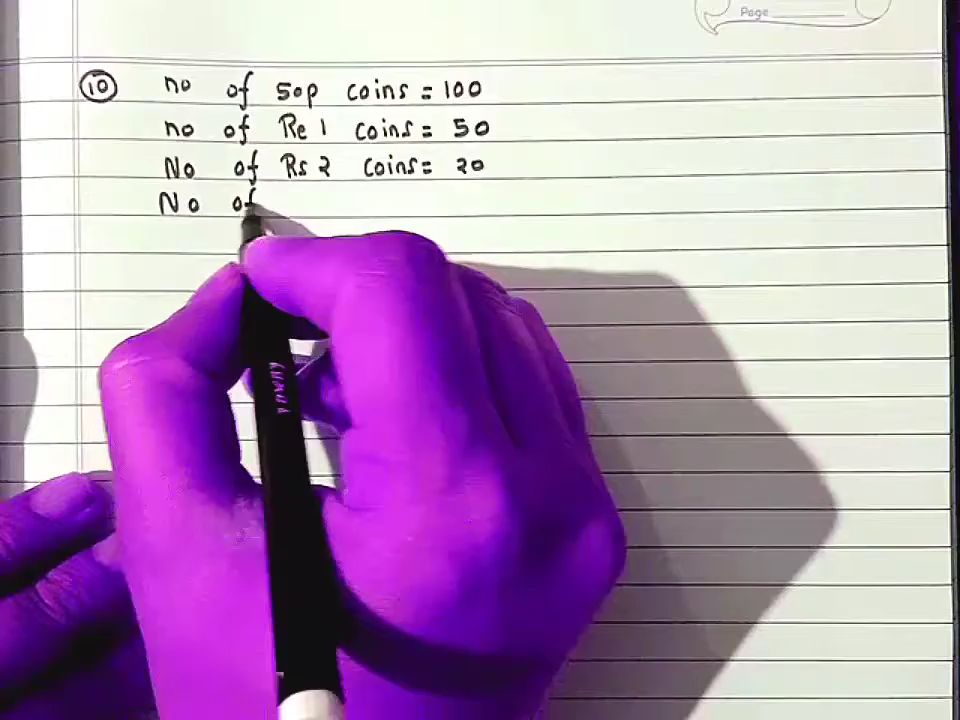 Page
10 no of 50p coins = 100
no of Re 1 coins = 50
No of Rs 2 coins = 20
No of